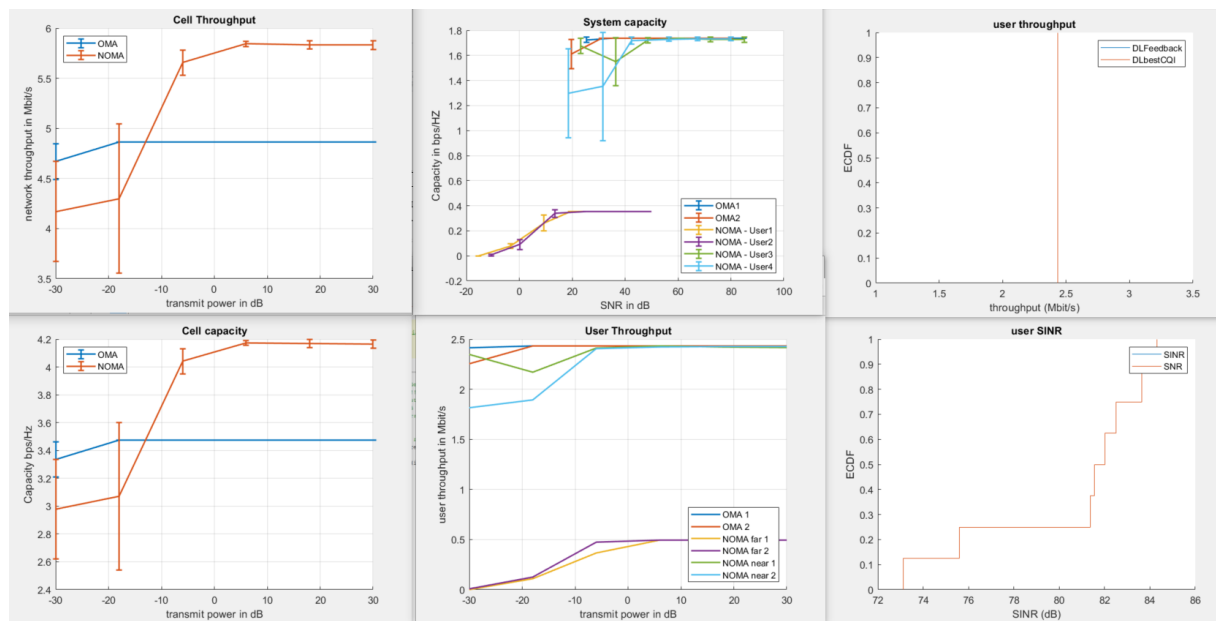 Cell Throughput
6
5.5
5
4.5
4
3.5
network throughput in Mbit/s
OMA
NOMA
-30
-20
-10
0
10
20
30
transmit power in dB
System capacity
1.8
1.6
1.4
1.2
1
0.8
0.6
0.4
0.2
0
-0.2
Capacity in bps/HZ
OMA1
OMA2
NOMA - User1
NOMA - User2
NOMA - User3
NOMA - User4
-20
0
20
40
60
80
100
SNR in dB
user throughput
1
0.9
0.8
0.7
0.6
0.5
0.4
0.3
0.2
0.1
0
ECDF
DLFeedback
DLbestCQI
1
1.5
2
2.5
3
3.5
throughput (Mbit/s)
Cell capacity
4.2
4
3.8
3.6
3.4
3.2
3
2.8
2.6
2.4
Capacity bps/Hz
OMA
NOMA
-30
-20
-10
0
10
20
30
transmit power in dB
User Throughput
2.5
2
1.5
1
0.5
0
user throughput in Mbit/s
OMA 1
OMA 2
NOMA far 1
NOMA far 2
NOMA near 1
NOMA near 2
-30
-20
-10
0
10
20
30
transmit power in dB
user SINR
1
0.9
0.8
0.7
0.6
0.5
0.4
0.3
0.2
0.1
0
ECDF
SINR
SNR
72
74
76
78
80
82
84
86
SINR (dB)